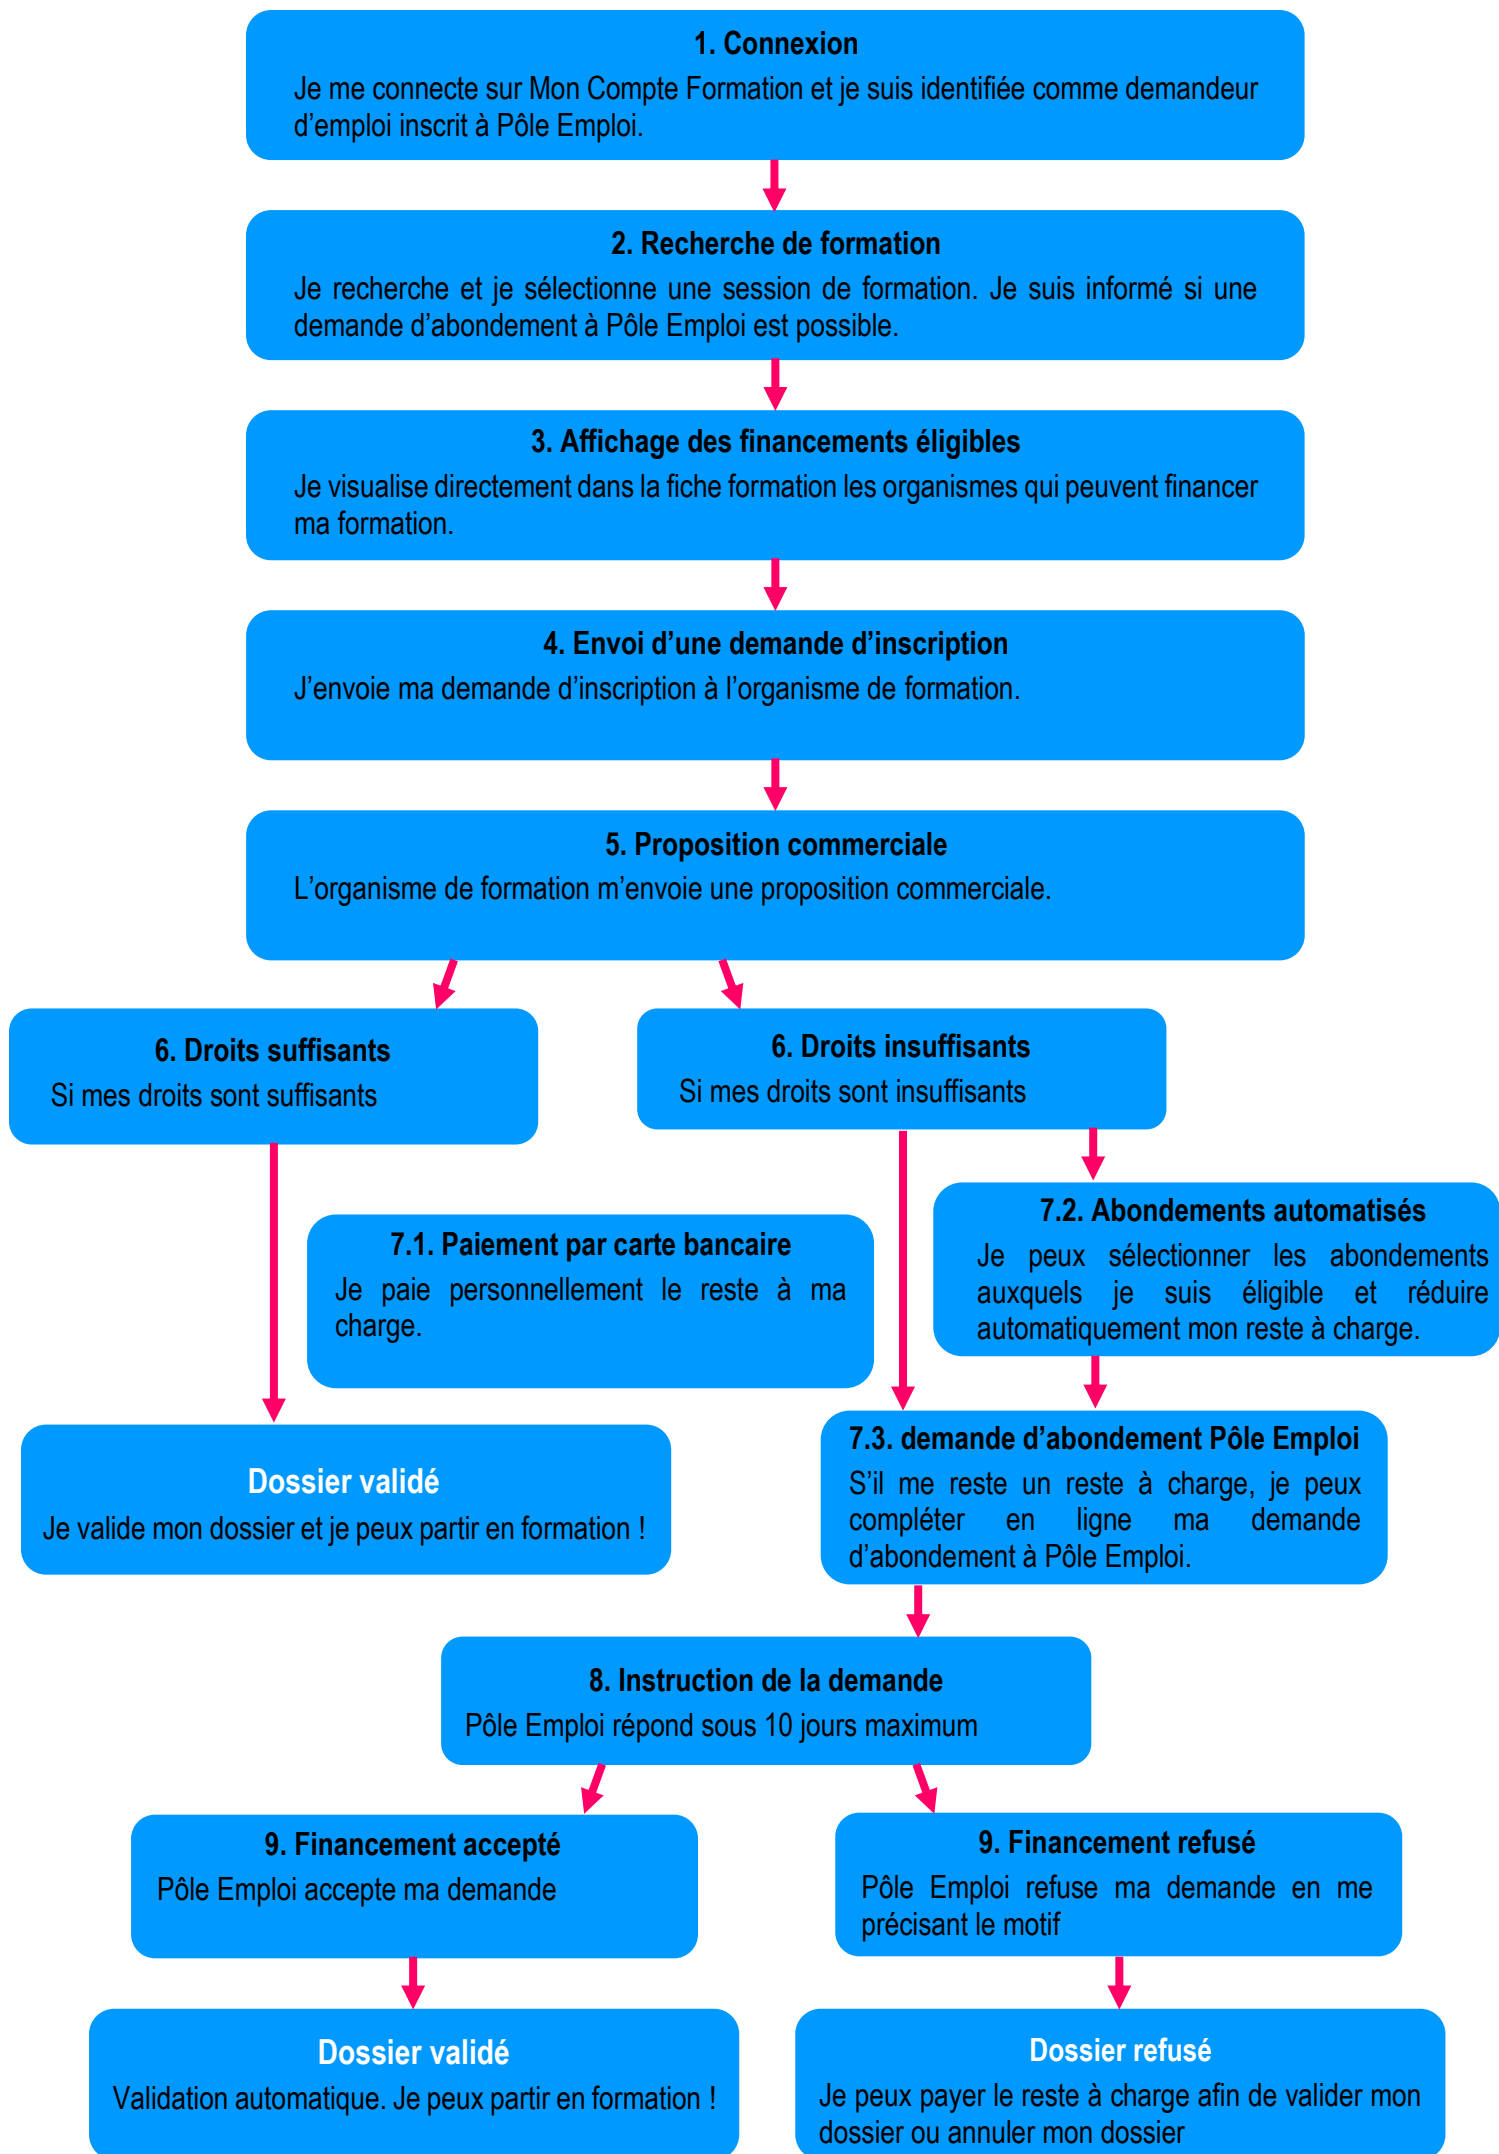 1. Connexion
Je me connecte sur Mon Compte Formation et je suis identifiée comme demandeur
d’emploi inscrit à Pôle Emploi.
2. Recherche de formation
Je recherche et je sélectionne une session de formation. Je suis informé si une
demande d’abondement à Pôle Emploi est possible.
3. Affichage des financements éligibles
Je visualise directement dans la fiche formation les organismes qui peuvent financer
ma formation.
4. Envoi d’une demande d’inscription
J’envoie ma demande d’inscription à l’organisme de formation.
5. Proposition commerciale
L’organisme de formation m’envoie une proposition commerciale.
6. Droits suffisants
Si mes droits sont suffisants
6. Droits insuffisants
Si mes droits sont insuffisants
7.1. Paiement par carte bancaire
Je paie personnellement le reste à ma
charge.
7.2. Abondements automatisés
Je peux sélectionner les abondements
auxquels je suis éligible et réduire
automatiquement mon reste à charge.
Dossier validé
Je valide mon dossier et je peux partir en formation !
7.3. demande d’abondement Pôle Emploi
S’il me reste un reste à charge, je peux
compléter en ligne ma demande
d’abondement à Pôle Emploi.
8. Instruction de la demande
Pôle Emploi répond sous 10 jours maximum
9. Financement accepté
Pôle Emploi accepte ma demande
9. Financement refusé
Pôle Emploi refuse ma demande en me
précisant le motif
Dossier validé
Validation automatique. Je peux partir en formation !
Dossier refusé
Je peux payer le reste à charge afin de valider mon
dossier ou annuler mon dossier